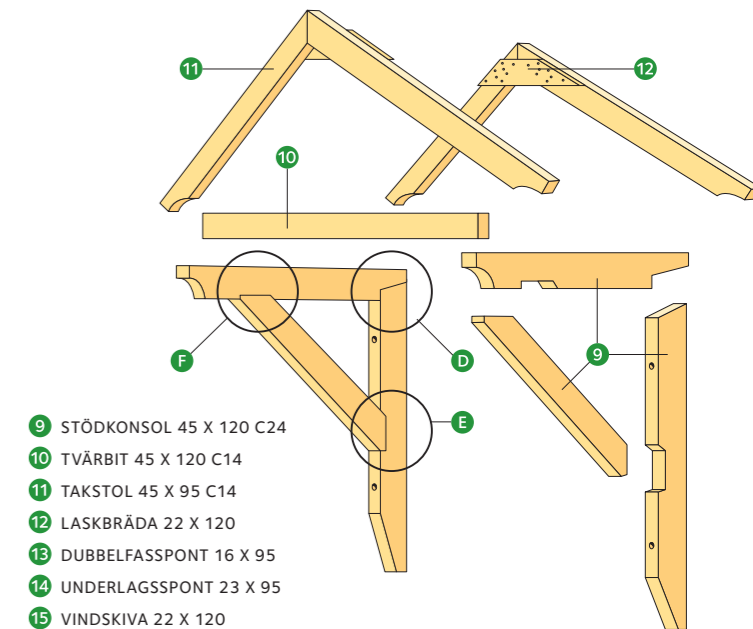 11
12
10
F
D
9
E
9 STÖDKONSOL 45 X 120 C24
10 TVÄRBIT 45 X 120 C14
11 TAKSTOL 45 X 95 C14
12 LASKBRÄDA 22 X 120
13 DUBBELFASSPONT 16 X 95
14 UNDERLAGSSPONT 23 X 95
15 VINDSKIVA 22 X 120